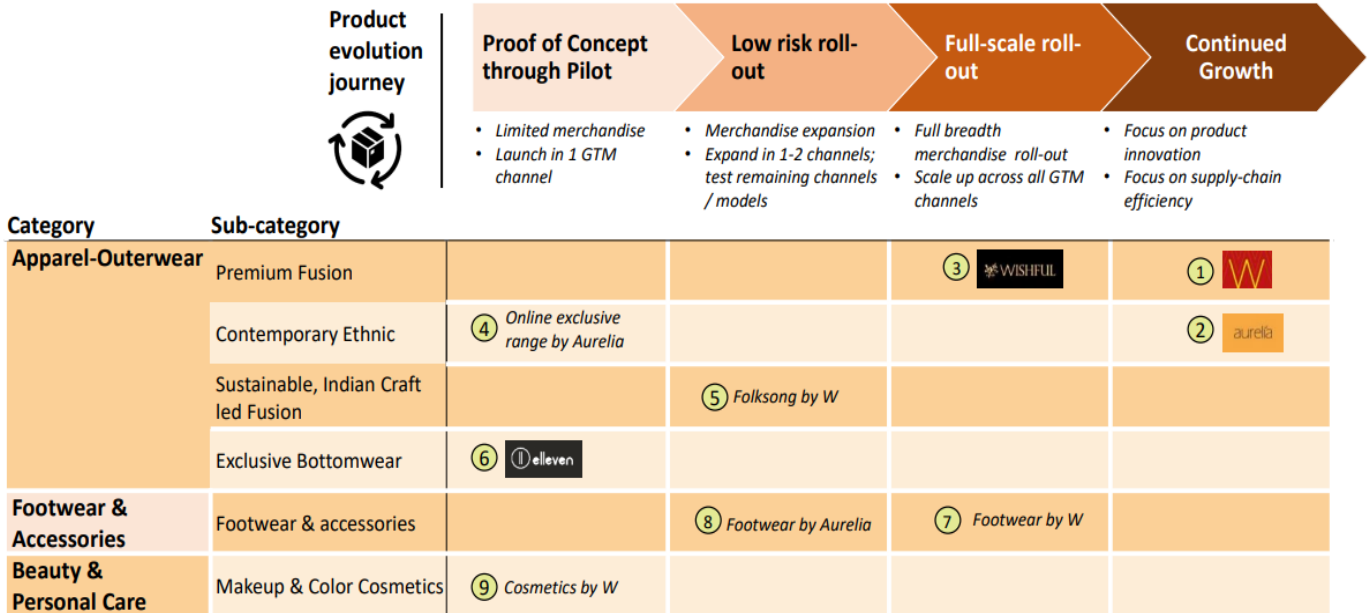 Product
evolution
journey
Proof of Concept
through Pilot
Low risk roll-
out
Full-scale roll-
out
Continued
Growth
• Limited merchandise
• Launch in 1 GTM
channel
• Merchandise expansion
• Expand in 1-2 channels;
test remaining channels
/ models
• Full breadth
merchandise roll-out
• Scale up across all GTM
channels
• Focus on product
innovation
• Focus on supply-chain
efficiency
Category
Sub-category
Apparel-Outerwear
Premium Fusion
3 WISHFUL
1 W
Contemporary Ethnic
4 Online exclusive
range by Aurelia
2 aurelia
Sustainable, Indian Craft
led Fusion
5 Folksong by W
Exclusive Bottomwear
6 elleven
Footwear &
Accessories
Footwear & accessories
8 Footwear by Aurelia
7 Footwear by W
Beauty &
Personal Care
Makeup & Color Cosmetics
9 Cosmetics by W